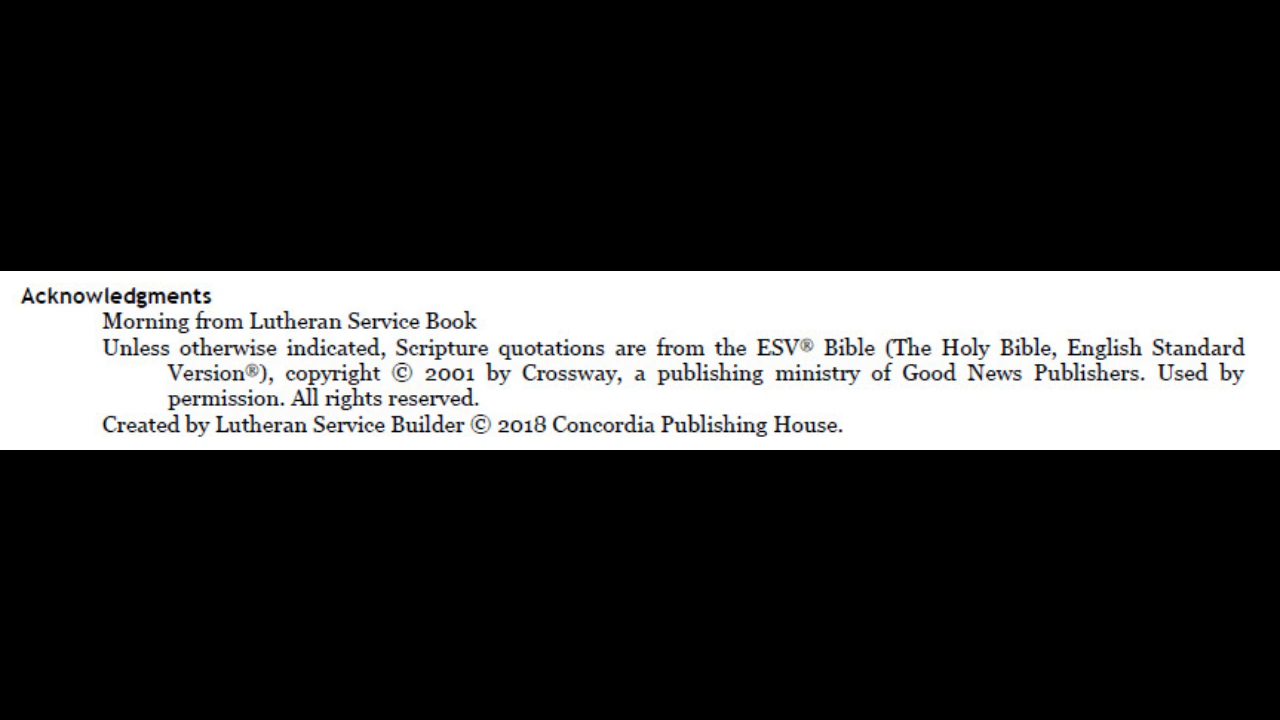 Acknowledgments
Morning from Lutheran Service Book
Unless otherwise indicated, Scripture quotations are from the ESV® Bible (The Holy Bible, English Standard
Version®), copyright © 2001 by Crossway, a publishing ministry of Good News Publishers. Used by
permission. All rights reserved.
Created by Lutheran Service Builder © 2018 Concordia Publishing House.